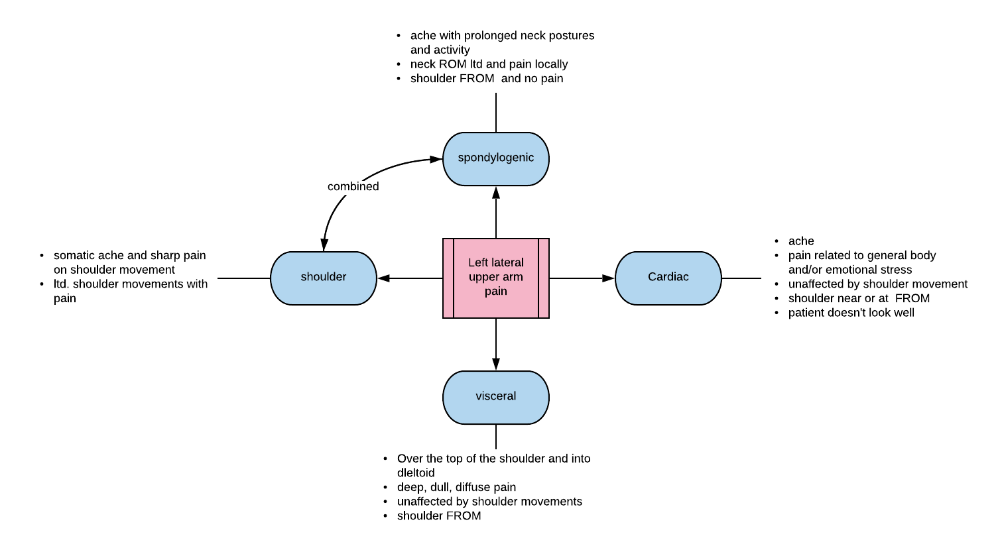 • ache with prolonged neck postures
and activity
• neck ROM ltd and pain locally
• shoulder FROM  and no pain
spondylogenic
combined
• somatic ache and sharp pain
on shoulder movement
• ltd. shoulder movements with
pain
shoulder
Left lateral
upper arm
pain
Cardiac
• ache
• pain related to general body
and/or emotional stress
• unaffected by shoulder movement
• shoulder near or at  FROM
• patient doesn't look well
visceral
• Over the top of the shoulder and into
dleltoid
• deep, dull, diffuse pain
• unaffected by shoulder movements
• shoulder FROM